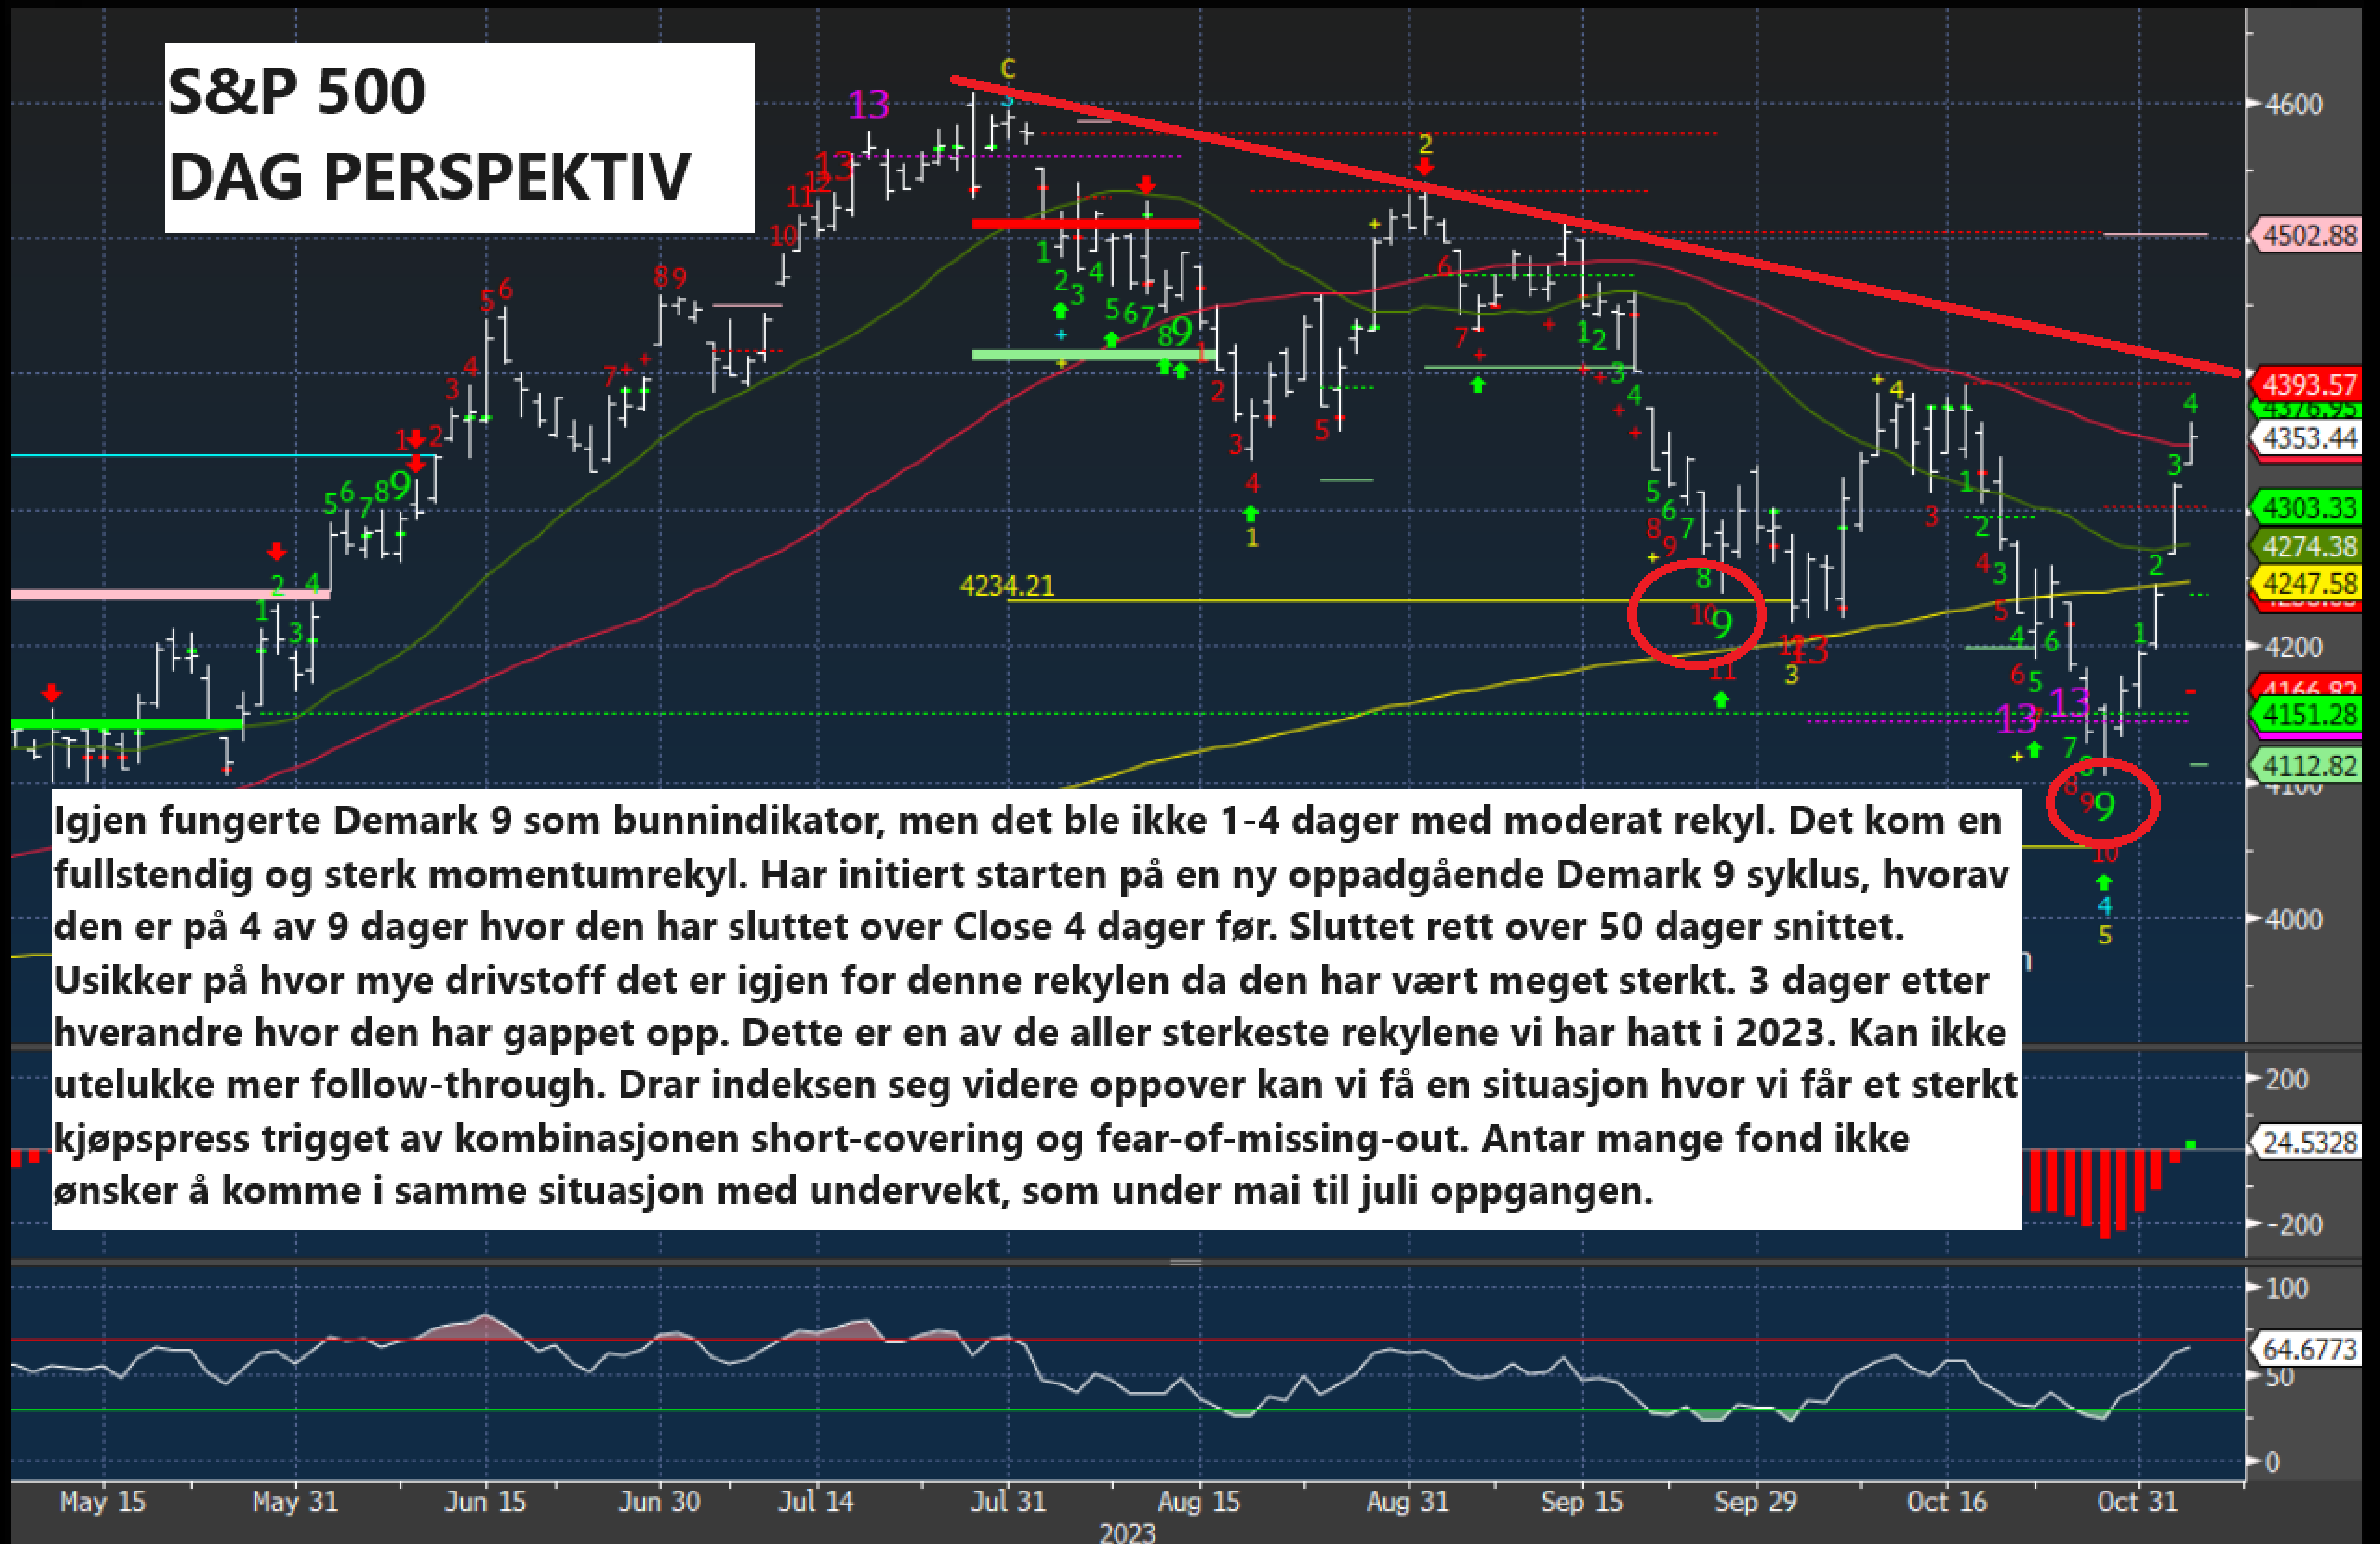 S&P 500
DAG PERSPEKTIV
C
13
4600
2
4502.88
4393.57
4376.95
4353.44
4303.33
4274.38
4247.58
4234.21
4200
4166.82
4151.28
4112.82
4100
Igjen fungerte Demark 9 som bunnindikator, men det ble ikke 1-4 dager med moderat rekyl. Det kom en
fullstendig og sterk momentumrekyl. Har initiert starten på en ny oppadgående Demark 9 syklus, hvorav
den er på 4 av 9 dager hvor den har sluttet over Close 4 dager før. Sluttet rett over 50 dager snittet.
Usikker på hvor mye drivstoff det er igjen for denne rekylen da den har vært meget sterkt. 3 dager etter
hverandre hvor den har gappet opp. Dette er en av de aller sterkeste rekylene vi har hatt i 2023. Kan ikke
utelukke mer follow-through. Drar indeksen seg videre oppover kan vi få en situasjon hvor vi får et sterkt
kjøpspress trigget av kombinasjonen short-covering og fear-of-missing-out. Antar mange fond ikke
ønsker å komme i samme situasjon med undervekt, som under mai til juli oppgangen.
4000
200
24.5328
-200
100
64.6773
50
0
May 15 May 31 Jun 15 Jun 30 Jul 14 Jul 31 Aug 15 Aug 31 Sep 15 Sep 29 Oct 16 Oct 31
2023